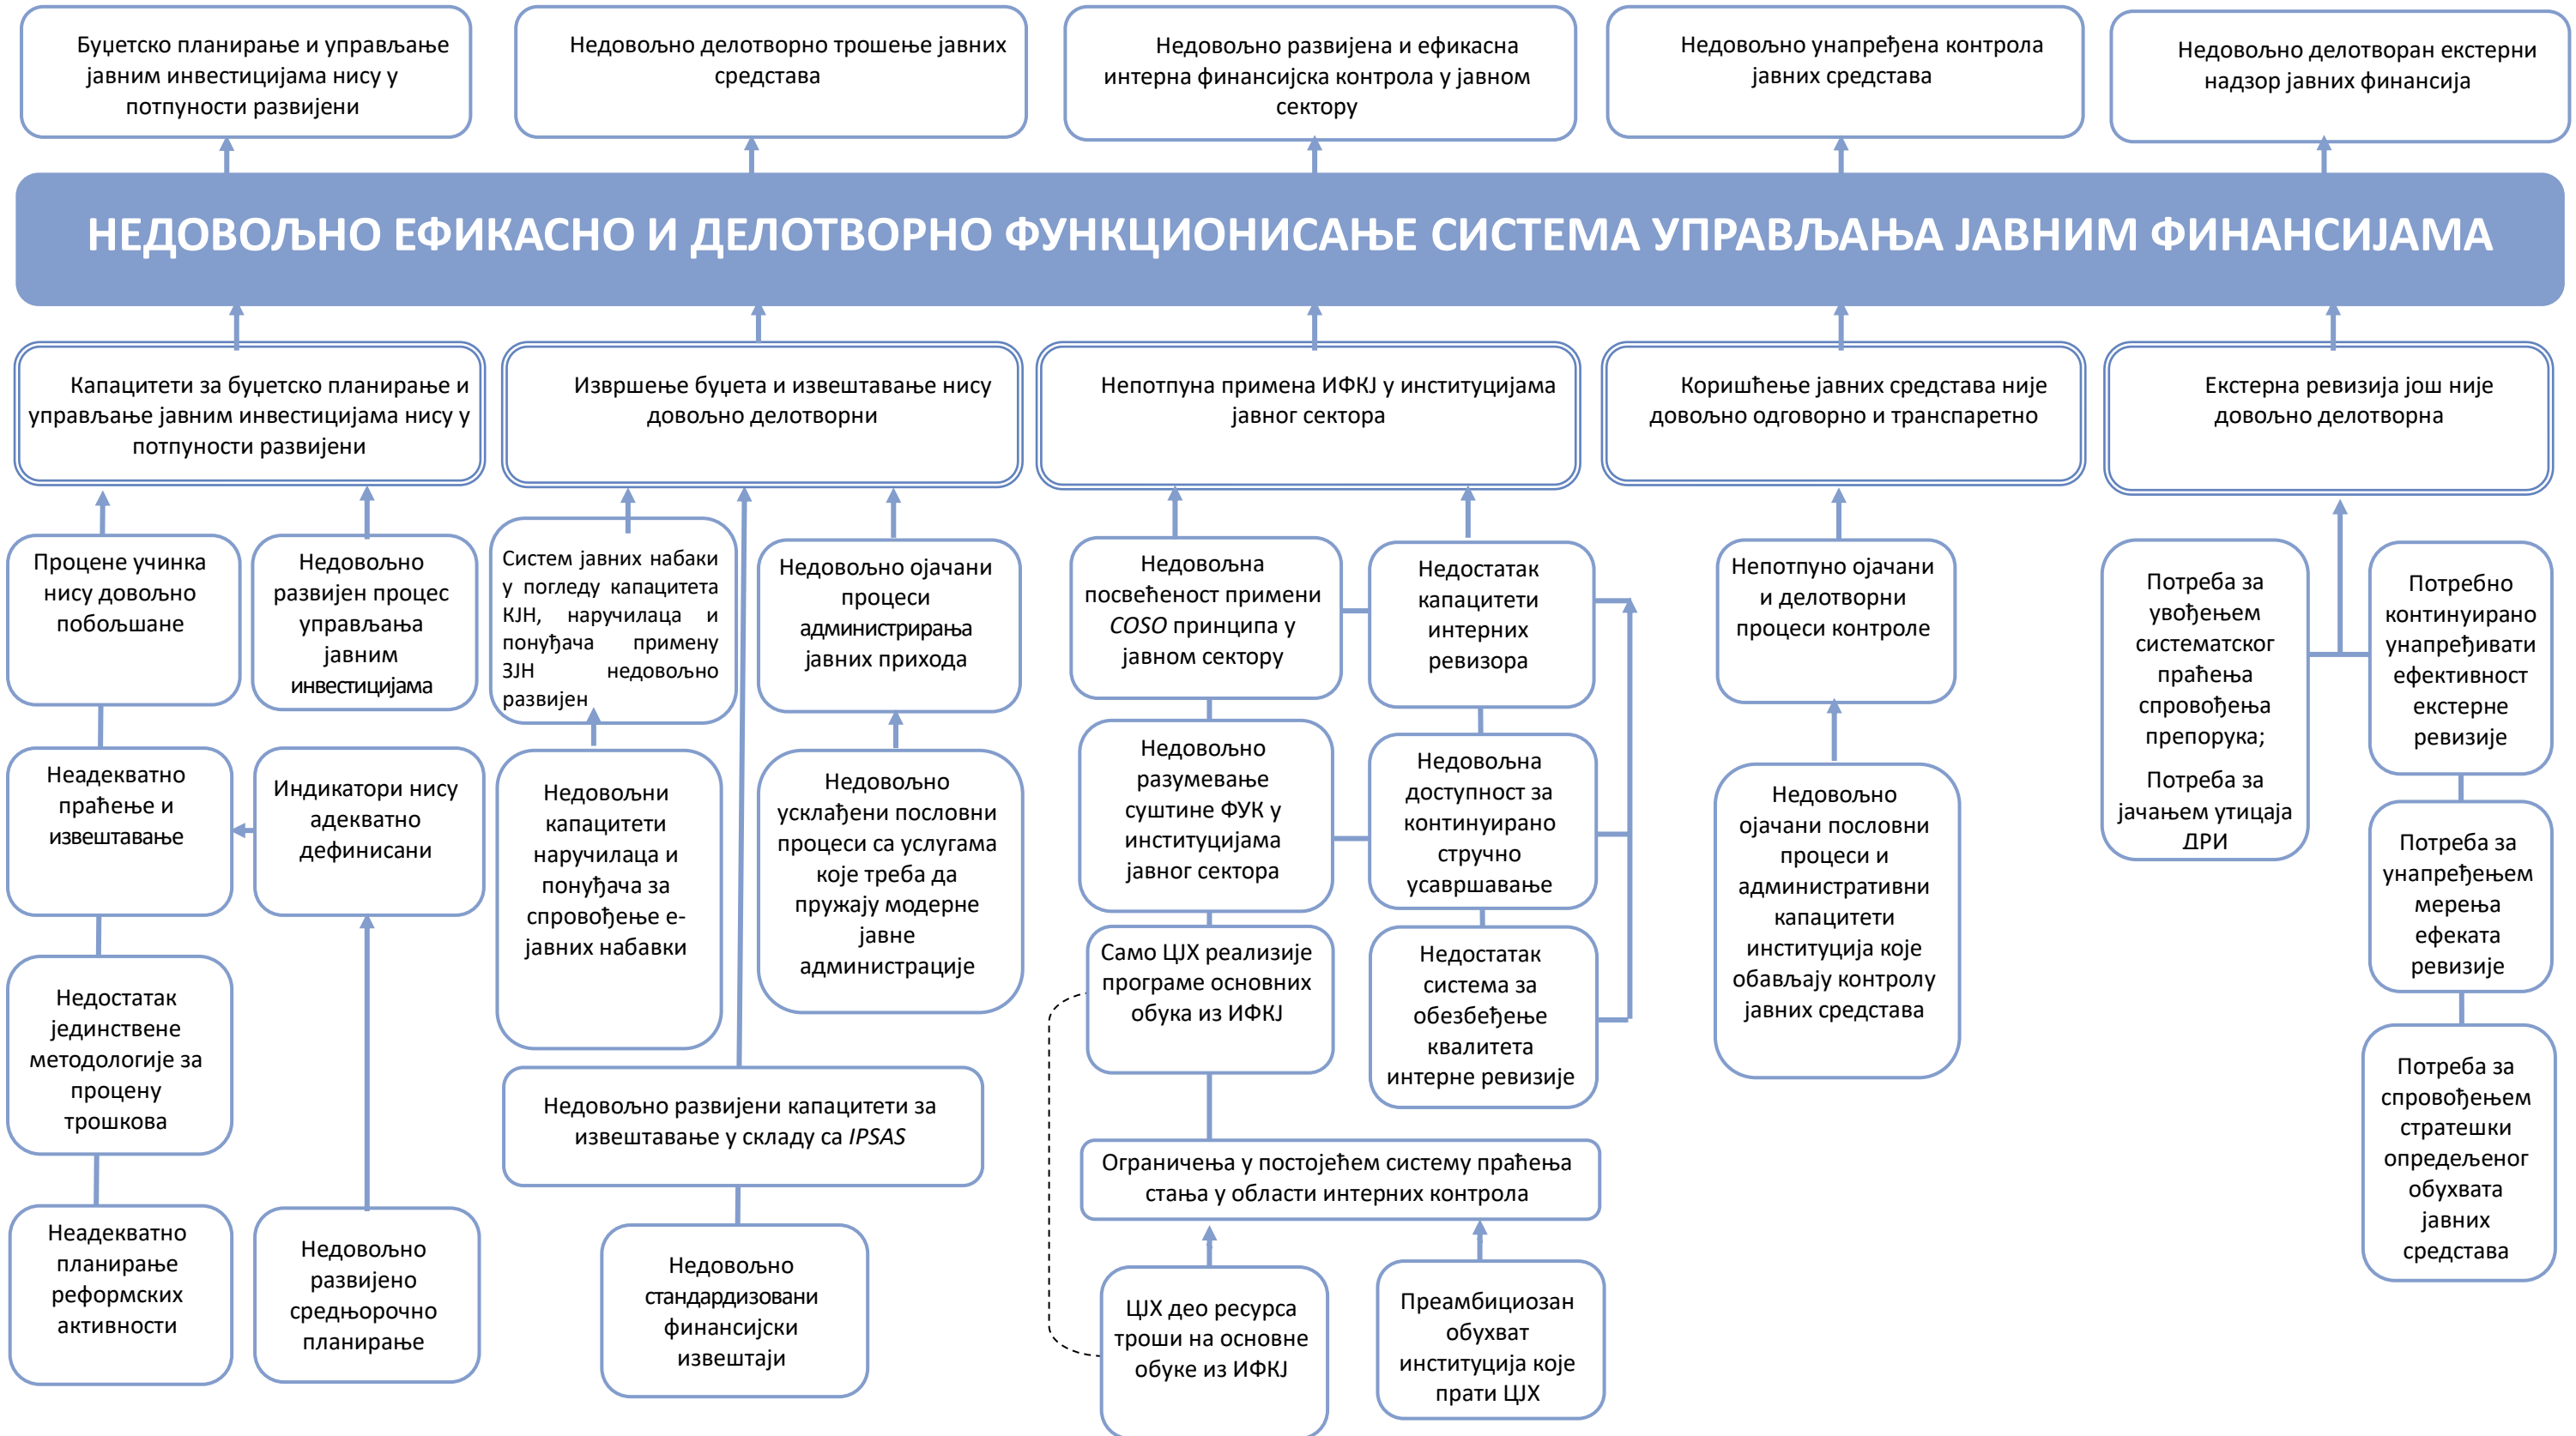 Буџетско планирање и управљање
јавним инвестицијама нису у
потпуности развијени
Недовољно делотворно трошење јавних
средстава
Недовољно развијена и ефикасна
интерна финансијска контрола у јавном
сектору
Недовољно унапређена контрола
јавних средстава
Недовољно делотворан екстерни
надзор јавних финансија
НЕДОВОЉНО ЕФИКАСНО И ДЕЛОТВОРНО ФУНКЦИОНИСАЊЕ СИСТЕМА УПРАВЉАЊА ЈАВНИМ ФИНАНСИЈАМА
Капацитети за буџетско планирање и
управљање јавним инвестицијама нису у
потпуности развијени
Извршење буџета и извештавање нису
довољно делотворни
Непотпуна примена ИФКЈ у институцијама
јавног сектора
Коришћење јавних средстава није
довољно одговорно и транспаретно
Екстерна ревизија још није
довољно делотворна
Процене учинка
нису довољно
побољшане
Недовољно
развијен процес
управљања
јавним
инвестицијама
Систем јавних набаки
у погледу капацитета
КЈН, наручилаца и
понуђача примену
ЗЈН недовољно
развијен
Недовољно ојачани
процеси
администрирања
јавних прихода
Недовољна
посвећеност примени
COSO принципа у
јавном сектору
Недостатак
капацитети
интерних
ревизора
Непотпуно ојачани
и делотворни
процеси контроле
Потреба за
увођењем
систематског
праћења
спровођења
препорука;
Потреба за
јачањем утицаја
ДРИ
Потребно
континуирано
унапређивати
ефективност
екстерне
ревизије
Неадекватно
праћење и
извештавање
Индикатори нису
адекватно
дефинисани
Недовољни
капацитети
наручилаца и
понуђача за
спровођење е-
јавних набавки
Недовољно
усклађени пословни
процеси са услугама
које треба да
пружају модерне
јавне
администрације
Недовољно
разумевање
суштине ФУК у
институцијама
јавног сектора
Недовољна
доступност за
континуирано
стручно
усавршавање
Недовољно
ојачани пословни
процеси и
административни
капацитети
институција које
обављају контролу
јавних средстава
Потреба за
унапређењем
мерења
ефеката
ревизије
Недостатак
јединствене
методологије за
процену
трошкова
Само ЦЈХ реализије
програме основних
обука из ИФКЈ
Недостатак
система за
обезбеђење
квалитета
интерне ревизије
Потреба за
спровођењем
стратешки
опредељеног
обухвата
јавних
средстава
Недовољно развијени капацитети за
извештавање у складу са IPSAS
Ограничења у постојећем систему праћења
стања у области интерних контрола
Неадекватно
планирање
реформских
активности
Недовољно
развијено
средњорочно
планирање
Недовољно
стандардизовани
финансијски
извештаји
ЦЈХ део ресурса
троши на основне
обуке из ИФКЈ
Преамбициозан
обухват
институција које
прати ЦЈХ